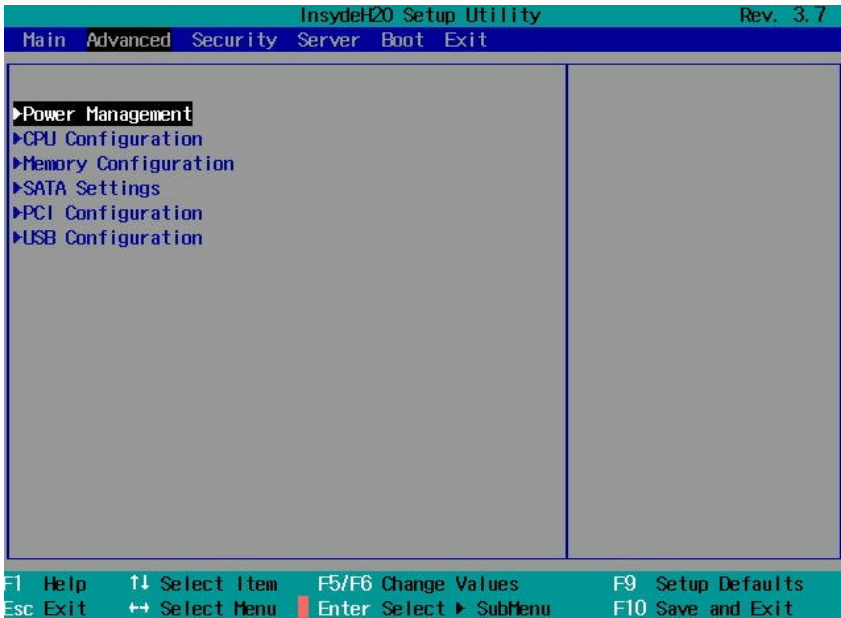 InsydeH20 Setup Utility Rev. 3.7
Main Advanced Security Server Boot Exit
▶Power Management
▶CPU Configuration
▶Memory Configuration
▶SATA Settings
▶PCI Configuration
▶USB Configuration
F1 Help ↑↓ Select Item F5/F6 Change Values F9 Setup Defaults
Esc Exit ↔ Select Menu Enter Select ▶ SubMenu F10 Save and Exit